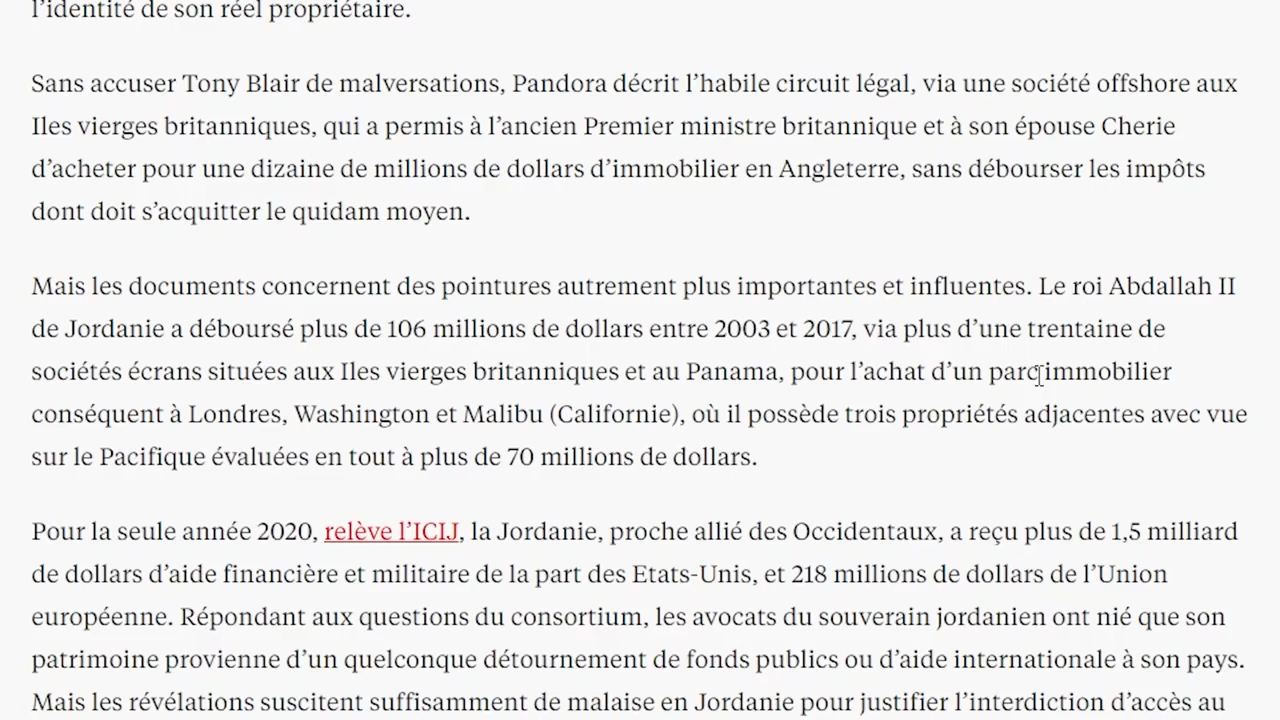 l’identité de son réel propriétaire.
Sans accuser Tony Blair de malversations, Pandora décrit l’habile circuit légal, via une société offshore aux
Iles vierges britanniques, qui a permis à l’ancien Premier ministre britannique et à son épouse Cherie
d’acheter pour une dizaine de millions de dollars d’immobilier en Angleterre, sans débourser les impôts
dont doit s’acquitter le quidam moyen.
Mais les documents concernent des pointures autrement plus importantes et influentes. Le roi Abdallah II
de Jordanie a déboursé plus de 106 millions de dollars entre 2003 et 2017, via plus d’une trentaine de
sociétés écrans situées aux Iles vierges britanniques et au Panama, pour l’achat d’un parc immobilier
conséquent à Londres, Washington et Malibu (Californie), où il possède trois propriétés adjacentes avec vue
sur le Pacifique évaluées en tout à plus de 70 millions de dollars.
Pour la seule année 2020, relève l’ICIJ, la Jordanie, proche allié des Occidentaux, a reçu plus de 1,5 milliard
de dollars d’aide financière et militaire de la part des Etats-Unis, et 218 millions de dollars de l’Union
européenne. Répondant aux questions du consortium, les avocats du souverain jordanien ont nié que son
patrimoine provienne d’un quelconque détournement de fonds publics ou d’aide internationale à son pays.
Mais les révélations suscitent suffisamment de malaise en Jordanie pour justifier l’interdiction d’accès au